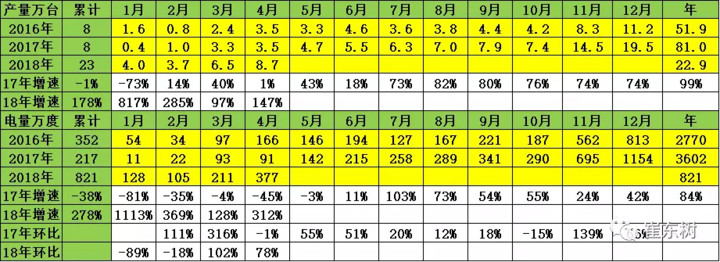 产量万台 累计 1月 2月 3月 4月 5月 6月 7月 8月 9月 10月 11月 12月 年
2016年 8 1.6 0.8 2.4 3.5 3.3 4.6 3.6 3.8 4.4 4.2 8.3 11.2 51.9
2017年 8 0.4 1.0 3.3 3.5 4.7 5.5 6.3 7.0 7.9 7.4 14.5 19.5 81.0
2018年 23 4.0 3.7 6.5 8.7 22.9
17年增速 -1% -73% 14% 40% 1% 43% 18% 73% 82% 80% 76% 74% 74% 99%
18年增速 178% 817% 285% 97% 147%
电量万度 累计 1月 2月 3月 4月 5月 6月 7月 8月 9月 10月 11月 12月 年
2016年 352 54 34 97 166 146 194 127 167 221 187 562 813 2770
2017年 217 11 22 93 91 142 215 258 289 341 290 695 1154 3602
2018年 821 128 105 211 377 821
17年增速 -38% -81% -35% -4% -45% -3% 11% 103% 73% 54% 55% 24% 42% 84%
18年增速 278% 1113% 369% 128% 312%
17年环比 111% 316% -1% 55% 51% 20% 12% 18% -15% 139%
18年环比 -89% -18% 102% 78%
崔东树